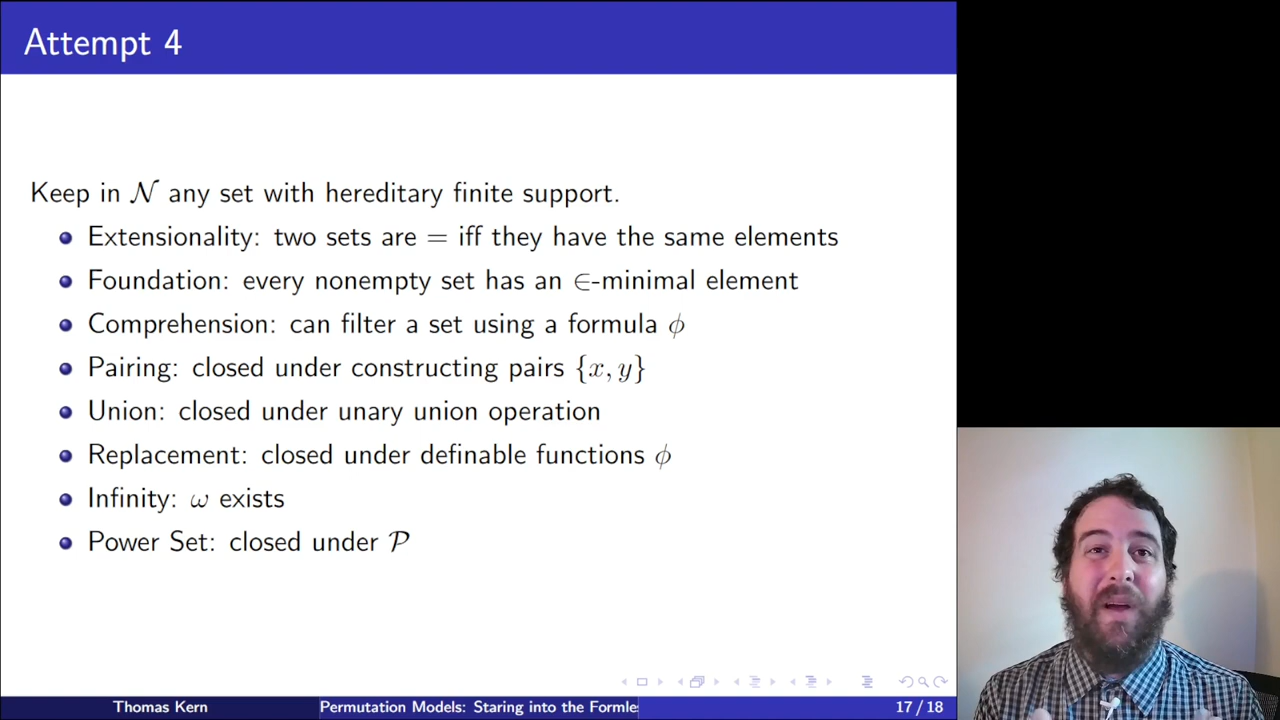 Attempt 4
Keep in 𝒩 any set with hereditary finite support.
Extensionality: two sets are = iff they have the same elements
Foundation: every nonempty set has an ∈-minimal element
Comprehension: can filter a set using a formula ϕ
Pairing: closed under constructing pairs {x, y}
Union: closed under unary union operation
Replacement: closed under definable functions ϕ
Infinity: ω exists
Power Set: closed under 𝒫
Thomas Kern Permutation Models: Staring into the Formle 17 / 18